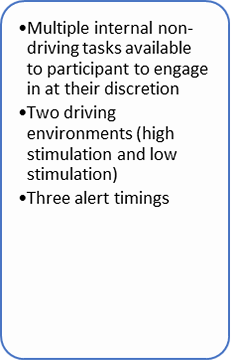 •Multiple internal non-
driving tasks available
to participant to engage
in at their discretion
•Two driving
environments (high
stimulation and low
stimulation)
•Three alert timings